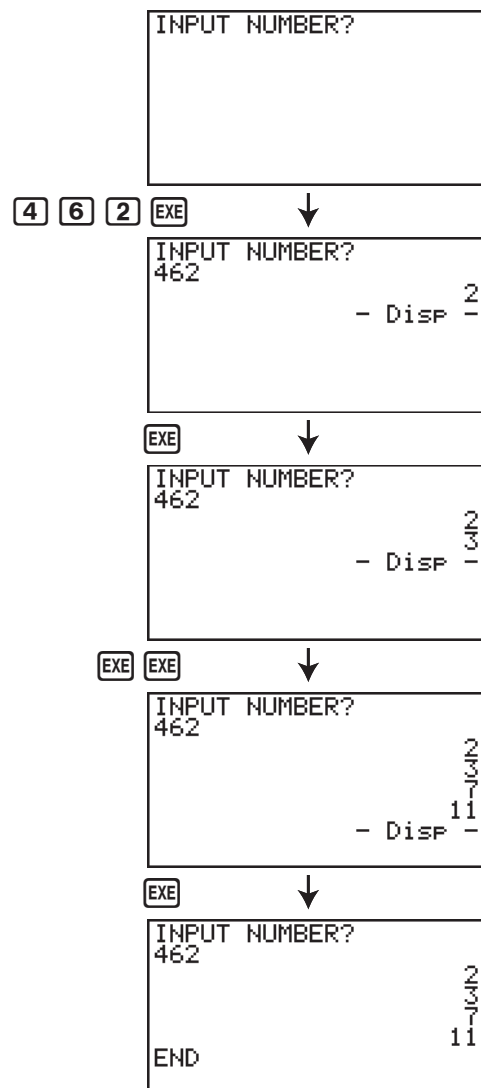 INPUT NUMBER?
4 6 2 EXE
INPUT NUMBER?
462
2
- Disp -
EXE
INPUT NUMBER?
462
2
3
- Disp -
EXE EXE
INPUT NUMBER?
462
2
3
7
11
- Disp -
EXE
INPUT NUMBER?
462
2
3
7
11
END